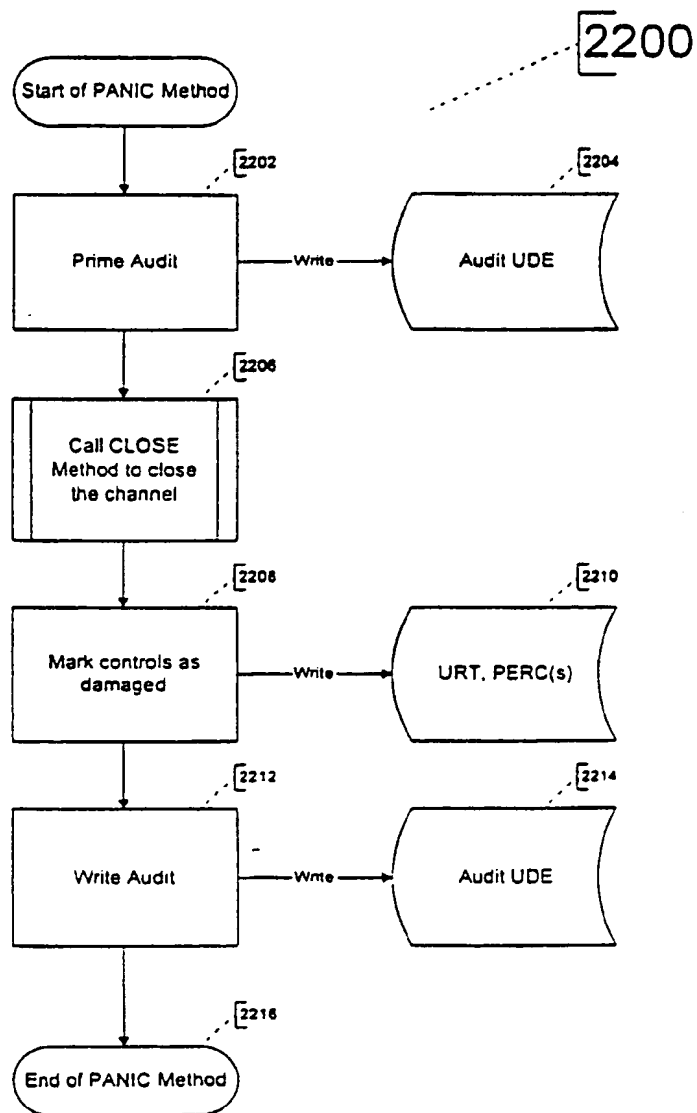 2200
Start of PANIC Method
2202
2204
Prime Audit
Write
Audit UDE
2206
Call CLOSE
Method to close
the channel
2208
2210
Mark controls as
damaged
Write
URT, PERC(s)
2212
2214
Write Audit
Write
Audit UDE
2216
End of PANIC Method